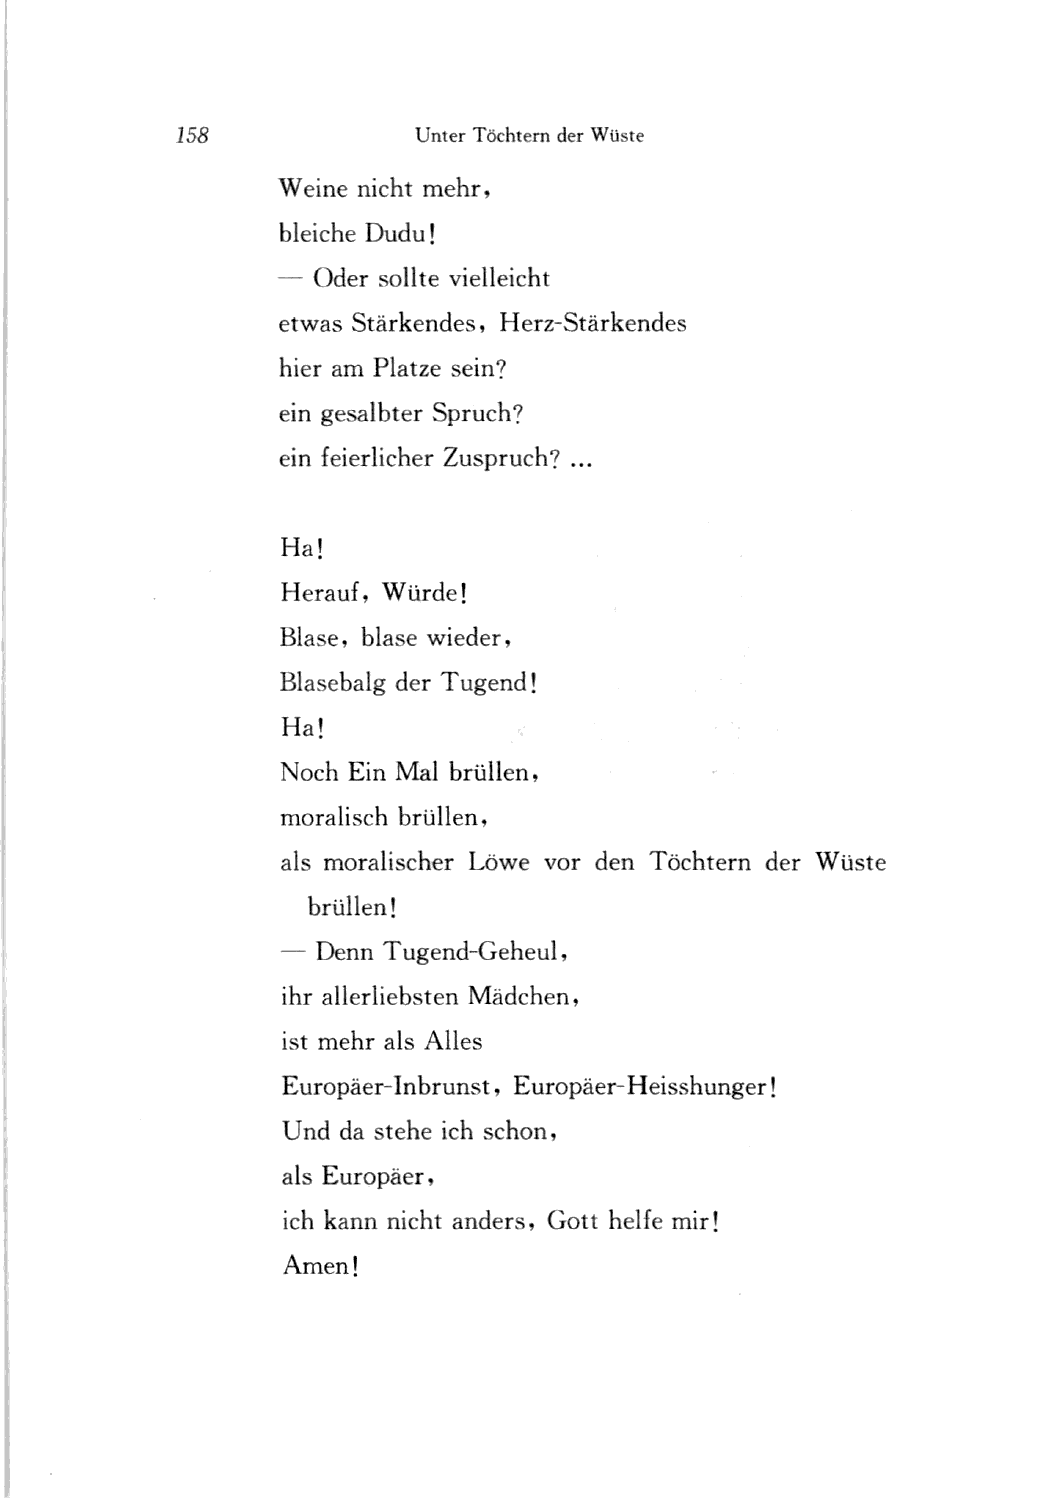 158 Unter Töchtern der Wüste
Weine nicht mehr,
bleiche Dudu!
— Oder sollte vielleicht
etwas Stärkendes, Herz-Stärkendes
hier am Platze sein?
ein gesalbter Spruch?
ein feierlicher Zuspruch? ...
Ha!
Herauf, Würde!
Blase, blase wieder,
Blasebalg der Tugend!
Ha!
Noch Ein Mal brüllen,
moralisch brüllen,
als moralischer Löwe vor den Töchtern der Wüste
brüllen!
— Denn Tugend-Geheul,
ihr allerliebsten Mädchen,
ist mehr als Alles
Europäer-Inbrunst, Europäer-Heisshunger!
Und da stehe ich schon,
als Europäer,
ich kann nicht anders, Gott helfe mir!
Amen!